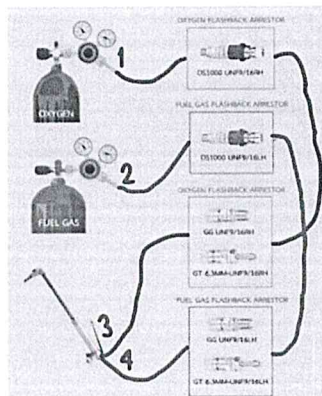 OXYGEN FLASHBACK ARRESTOR
1
DS1000 UNF9/16RH
OXYGEN
FUEL GAS FLASHBACK ARRESTOR
2
DS1000 UNF9/16LH
FUEL GAS
OXYGEN FLASHBACK ARRESTOR
GG UNF9/16RH
GT 6.3MM-UNF9/16RH
3
4
FUEL GAS FLASHBACK ARRESTOR
GG UNF9/16LH
GT 6.3MM-UNF9/16LH